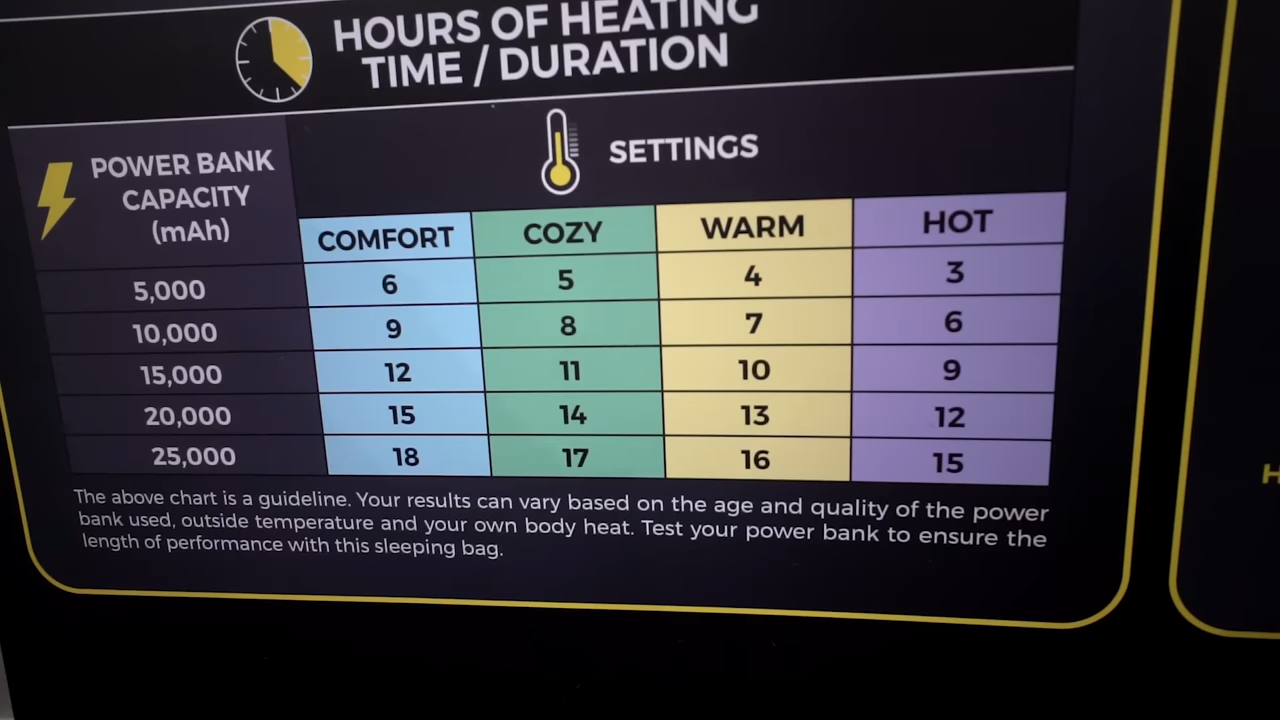 HOURS OF HEATING
TIME / DURATION
POWER BANK
CAPACITY
(mAh)
SETTINGS
COMFORT COZY WARM HOT
5,000 6 5 4 3
10,000 9 8 7 6
15,000 12 11 10 9
20,000 15 14 13 12
25,000 18 17 16 15
The above chart is a guideline. Your results can vary based on the age and quality of the power
bank used, outside temperature and your own body heat. Test your power bank to ensure the
length of performance with this sleeping bag.
H